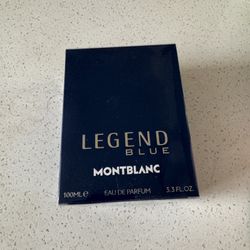 LEGEND
BLUE
MONTBLANC
100ML ℮ EAU DE PARFUM 3.3 FL.OZ.